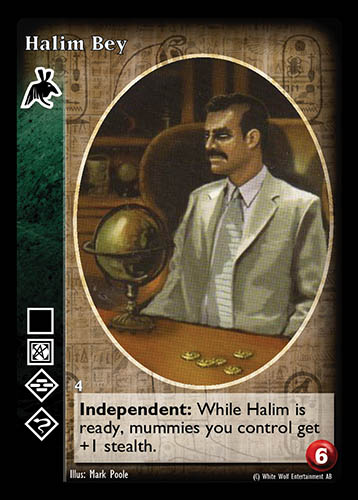 Halim Bey
4
Independent: While Halim is
ready, mummies you control get
+1 stealth.
6
Illus: Mark Poole
(C) White Wolf Entertainment AB